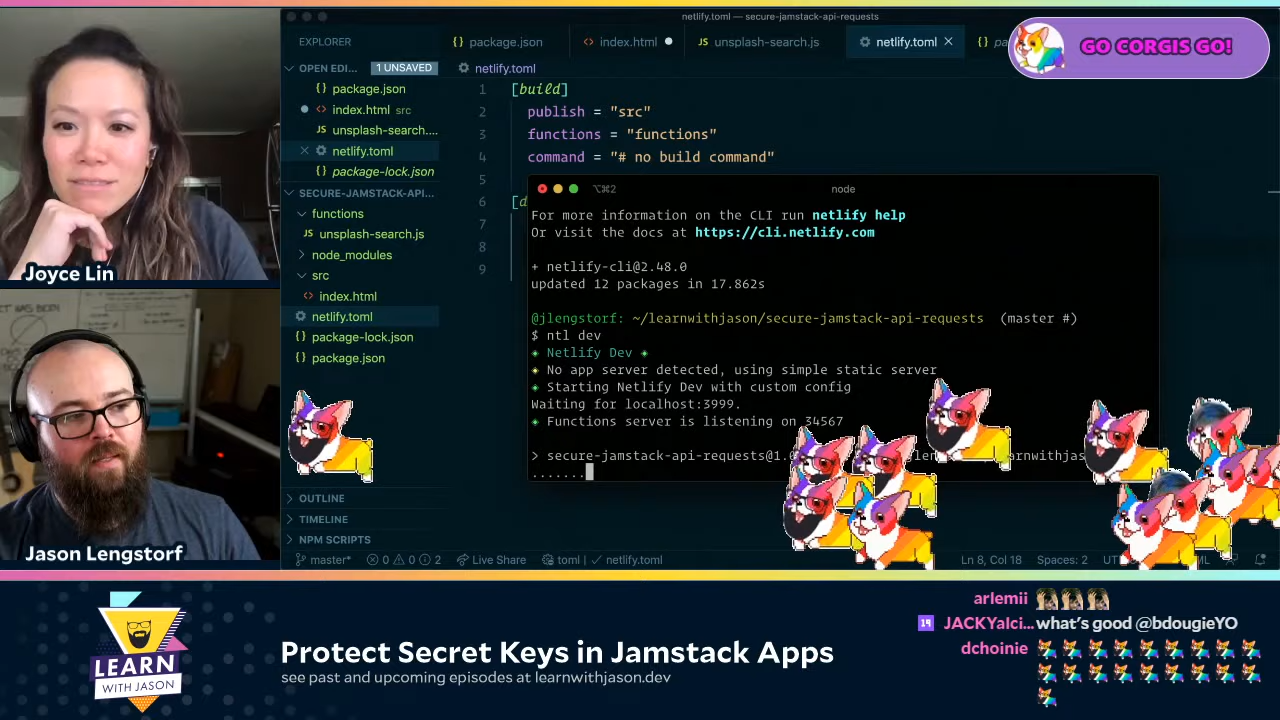 netlify.toml — secure-jamstack-api-requests
EXPLORER
package.json
index.html
JS unsplash-search.js
netlify.toml
GO CORGIS GO!
OPEN EDI...
1 UNSAVED
netlify.toml
package.json
index.html src
JS unsplash-search....
netlify.toml
package-lock.json
SECURE-JAMSTACK-API...
functions
JS unsplash-search.js
node_modules
src
index.html
netlify.toml
package-lock.json
package.json
OUTLINE
TIMELINE
NPM SCRIPTS
1 [build]
2 publish = "src"
3 functions = "functions"
4 command = "# no build command"
5
6 [d
7
8
9
⌥⌘2 node
For more information on the CLI run netlify help
Or visit the docs at https://cli.netlify.com
+ netlify-cli@2.48.0
updated 12 packages in 17.862s
@jlengstorf: ~/learnwithjason/secure-jamstack-api-requests (master #)
$ ntl dev
Netlify Dev
No app server detected, using simple static server
Starting Netlify Dev with custom config
Waiting for localhost:3999.
Functions server is listening on 34567
> secure-jamstack-api-requests@1.
.......
master* 0 0 2 Live Share toml netlify.toml
Ln 8, Col 18 Spaces: 2
Joyce Lin
Jason Lengstorf
LEARN
WITH JASON
Protect Secret Keys in Jamstack Apps
see past and upcoming episodes at learnwithjason.dev
arlemii
JACKYalci... what's good @bdougieYO
dchoinie